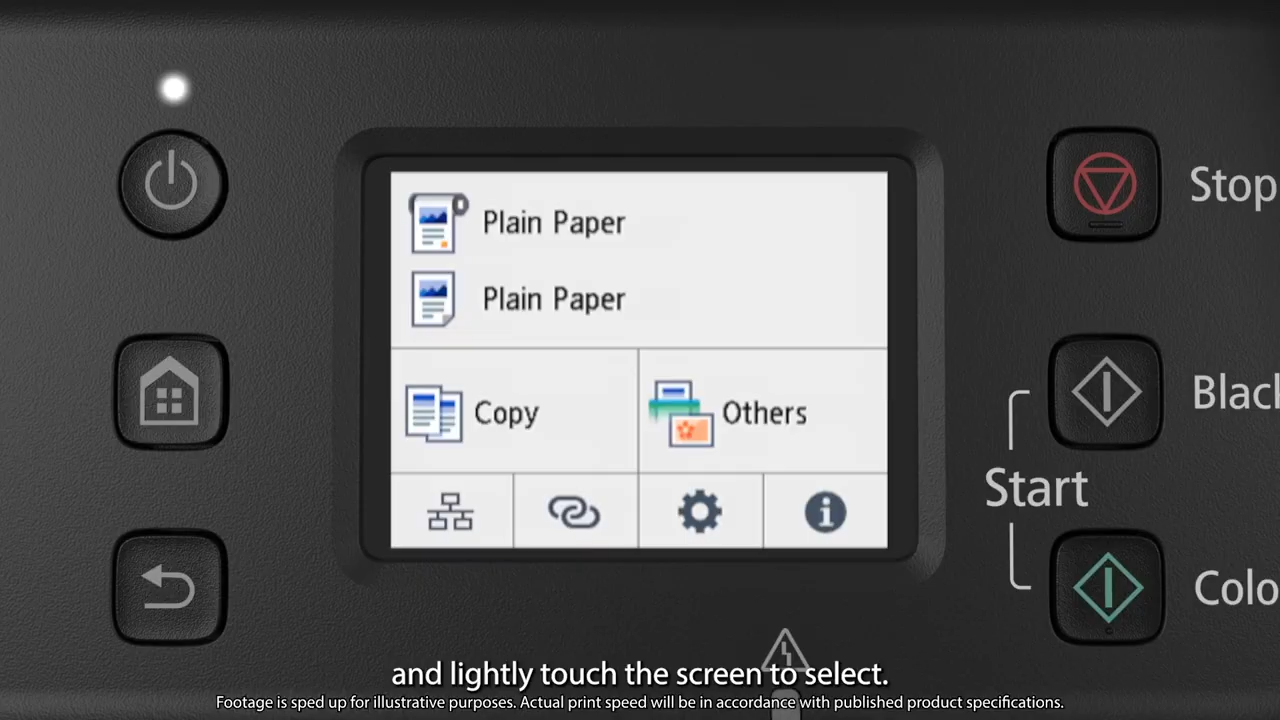 Plain Paper
Plain Paper
Copy
Others
Stop
Start
Black
Colo
and lightly touch the screen to select.
Footage is sped up for illustrative purposes. Actual print speed will be in accordance with published product specifications.